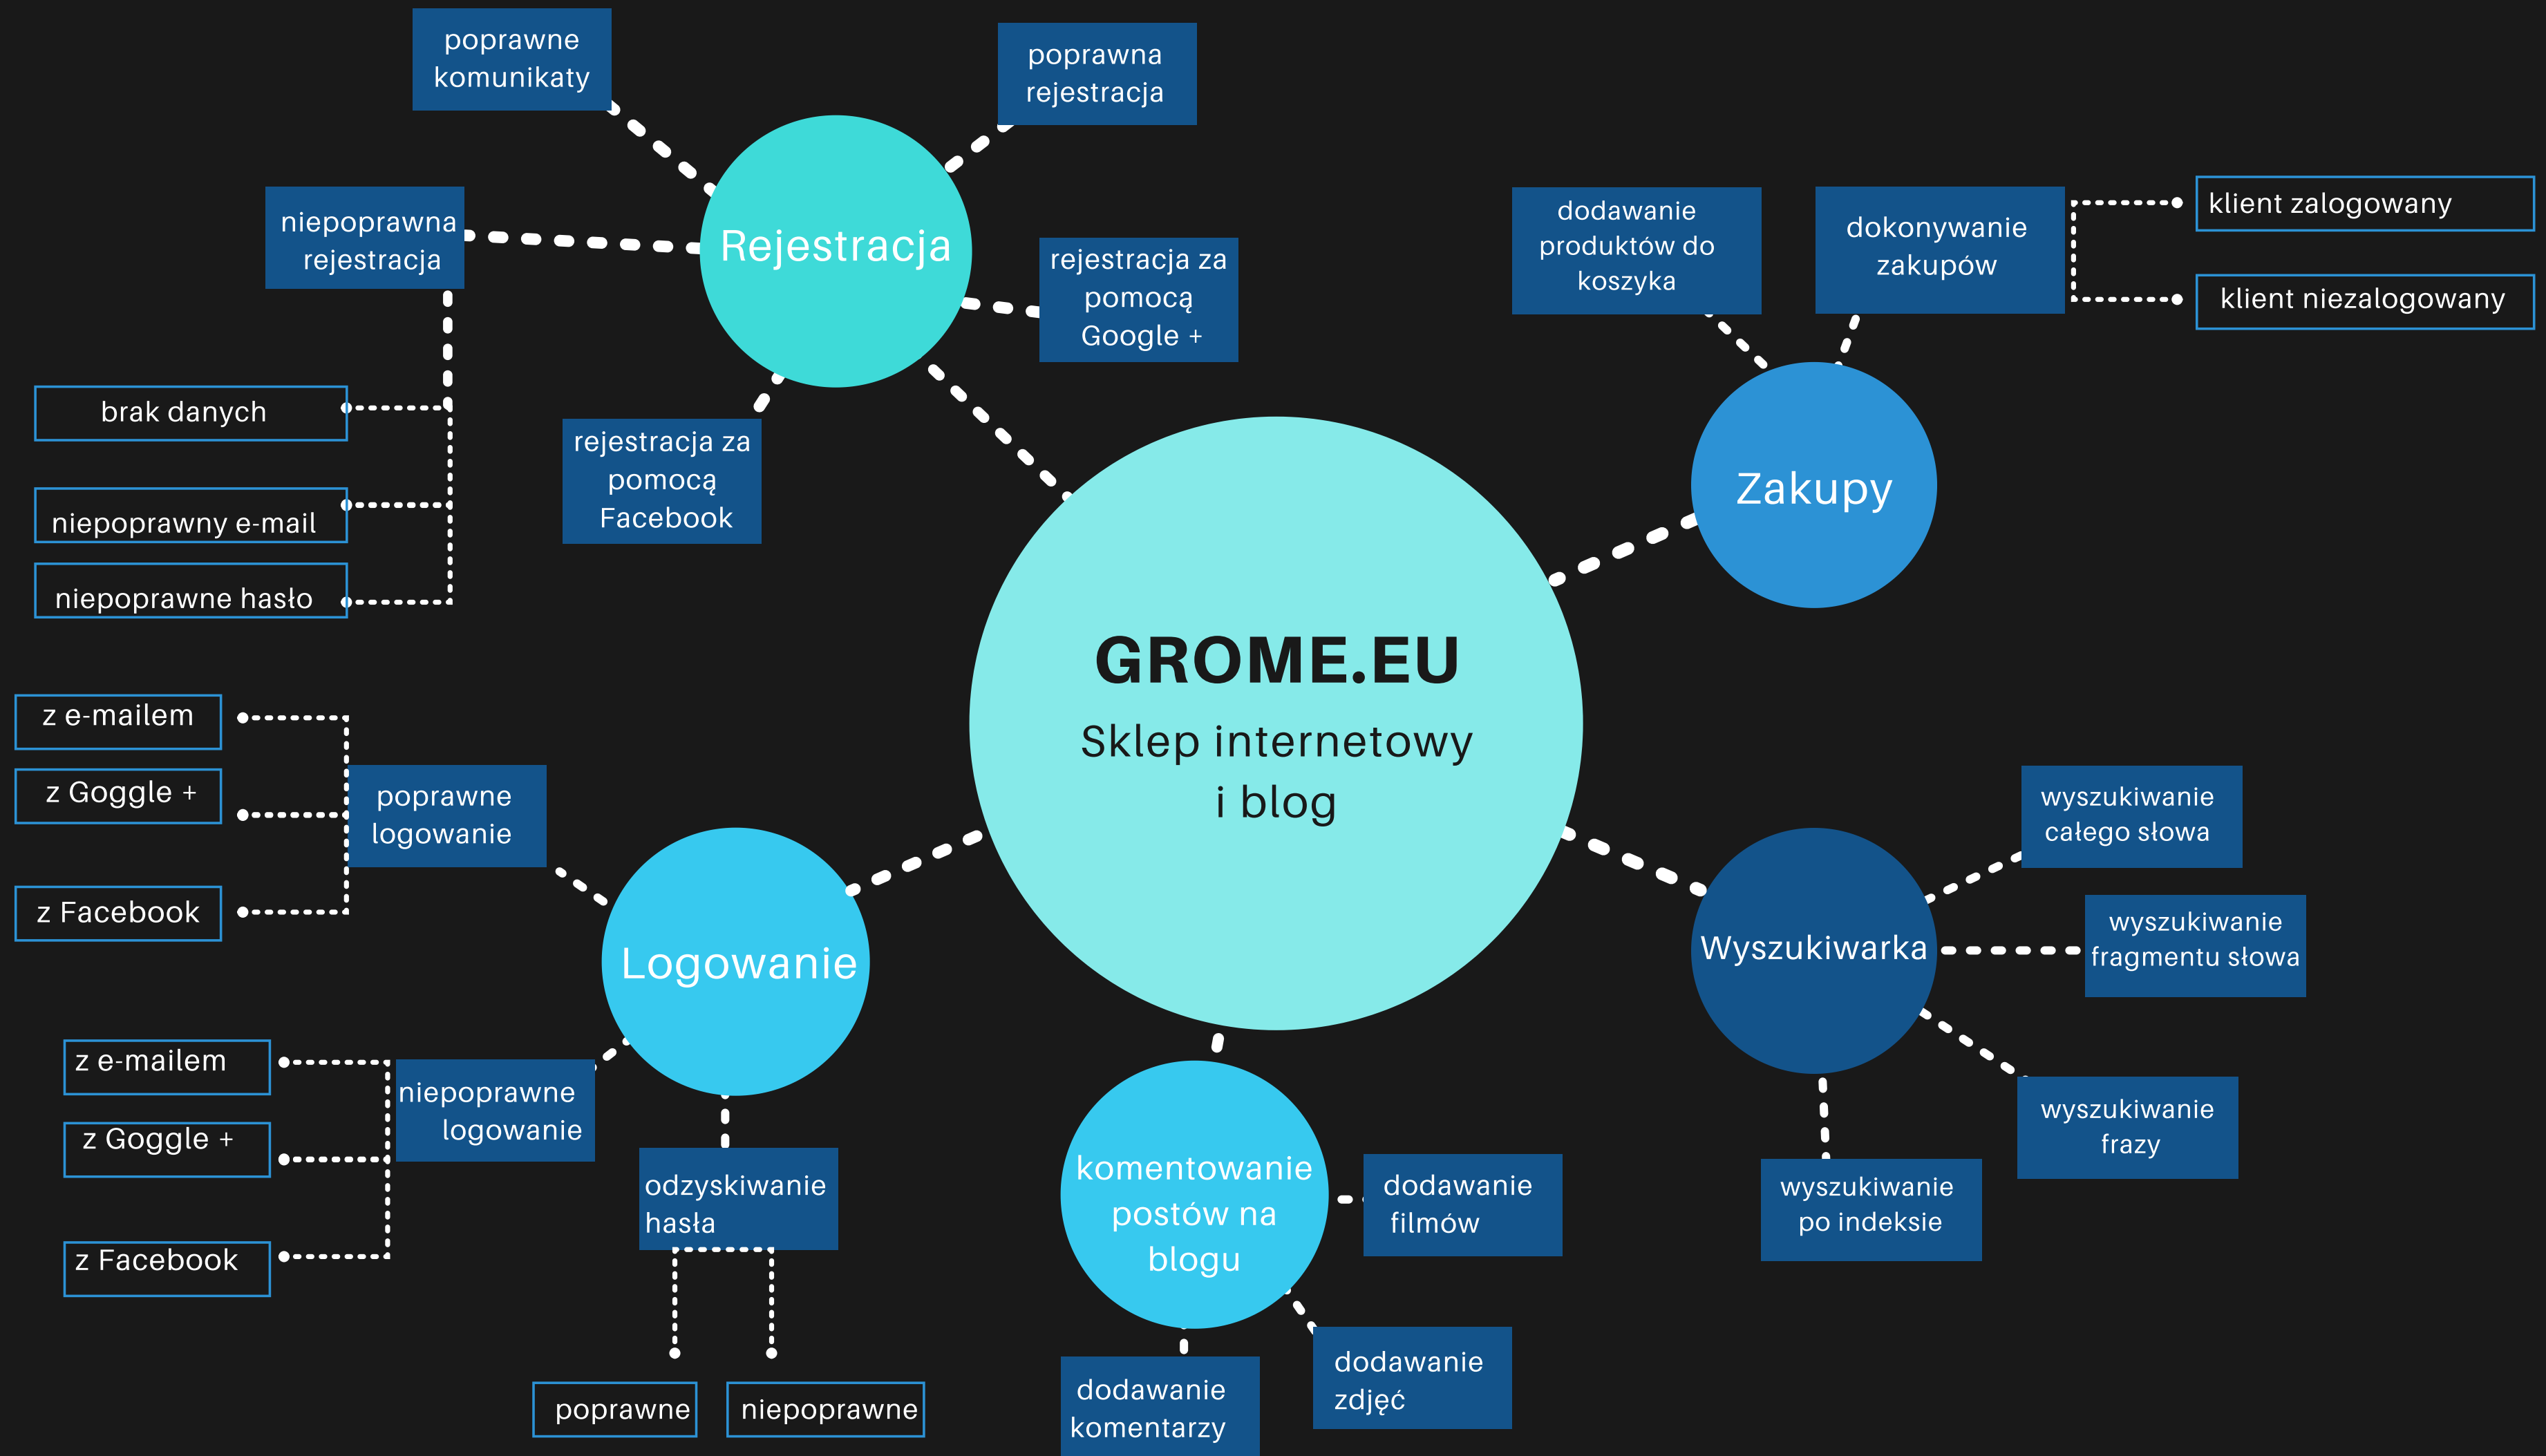 poprawne
komunikaty
poprawna
rejestracja
niepoprawna
rejestracja
Rejestracja
rejestracja za
pomocą
Google +
rejestracja za
pomocą
Facebook
brak danych
niepoprawny e-mail
niepoprawne hasło
dodawanie
produktów do
koszyka
dokonywanie
zakupów
klient zalogowany
klient niezalogowany
Zakupy
GROME.EU
Sklep internetowy
i blog
z e-mailem
z Goggle +
z Facebook
poprawne
logowanie
Logowanie
z e-mailem
z Goggle +
z Facebook
niepoprawne
logowanie
odzyskiwanie
hasła
poprawne
niepoprawne
komentowanie
postów na
blogu
dodawanie
filmów
dodawanie
zdjęć
dodawanie
komentarzy
Wyszukiwarka
wyszukiwanie
całego słowa
wyszukiwanie
fragmentu słowa
wyszukiwanie
frazy
wyszukiwanie
po indeksie